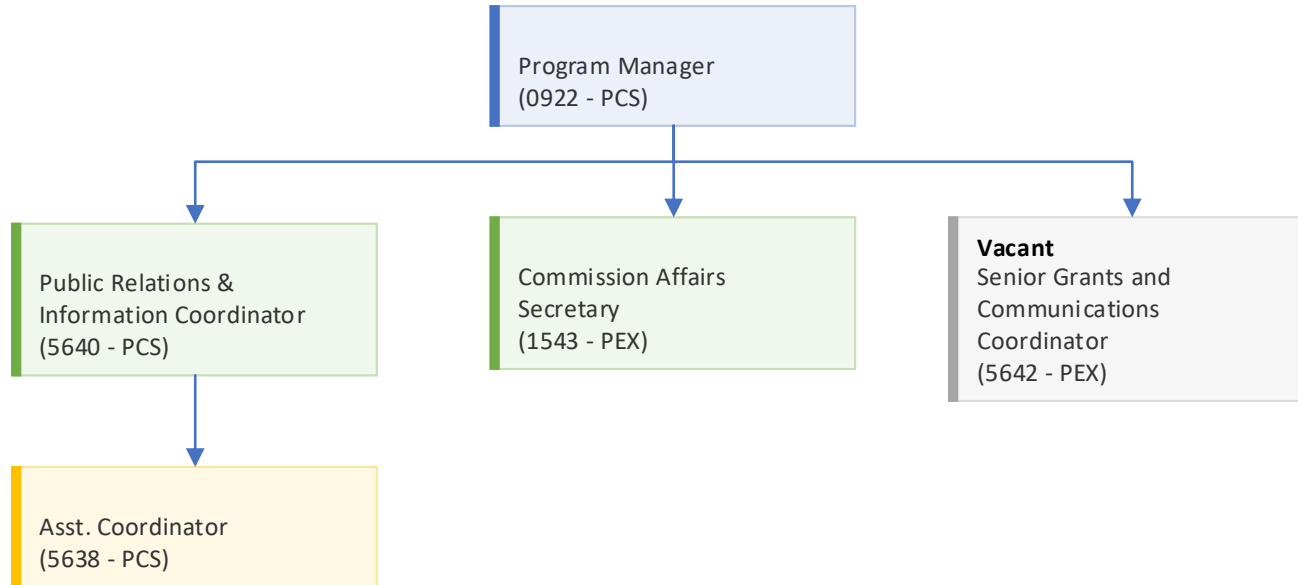 Program Manager
(0922 - PCS)
Public Relations &
Information Coordinator
(5640 - PCS)
Commission Affairs
Secretary
(1543 - PEX)
Vacant
Senior Grants and
Communications
Coordinator
(5642 - PEX)
Asst. Coordinator
(5638 - PCS)